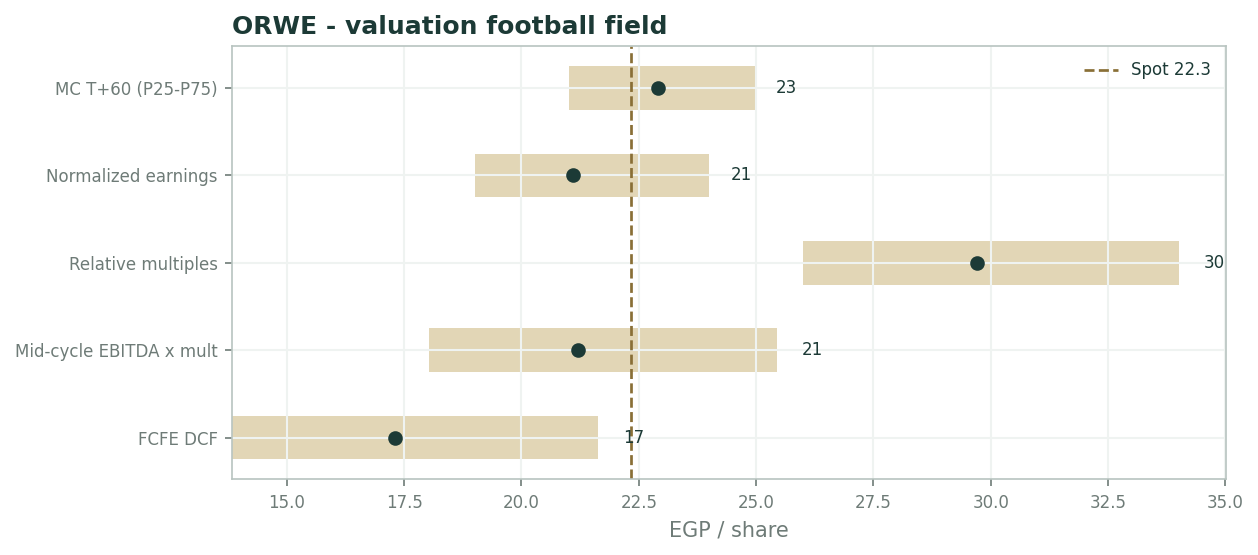 ORWE - valuation football field
Spot 22.3
MC T+60 (P25-P75)
23
Normalized earnings
21
Relative multiples
30
Mid-cycle EBITDA x mult
21
FCFE DCF
17
15.0 17.5 20.0 22.5 25.0 27.5 30.0 32.5 35.0
EGP / share